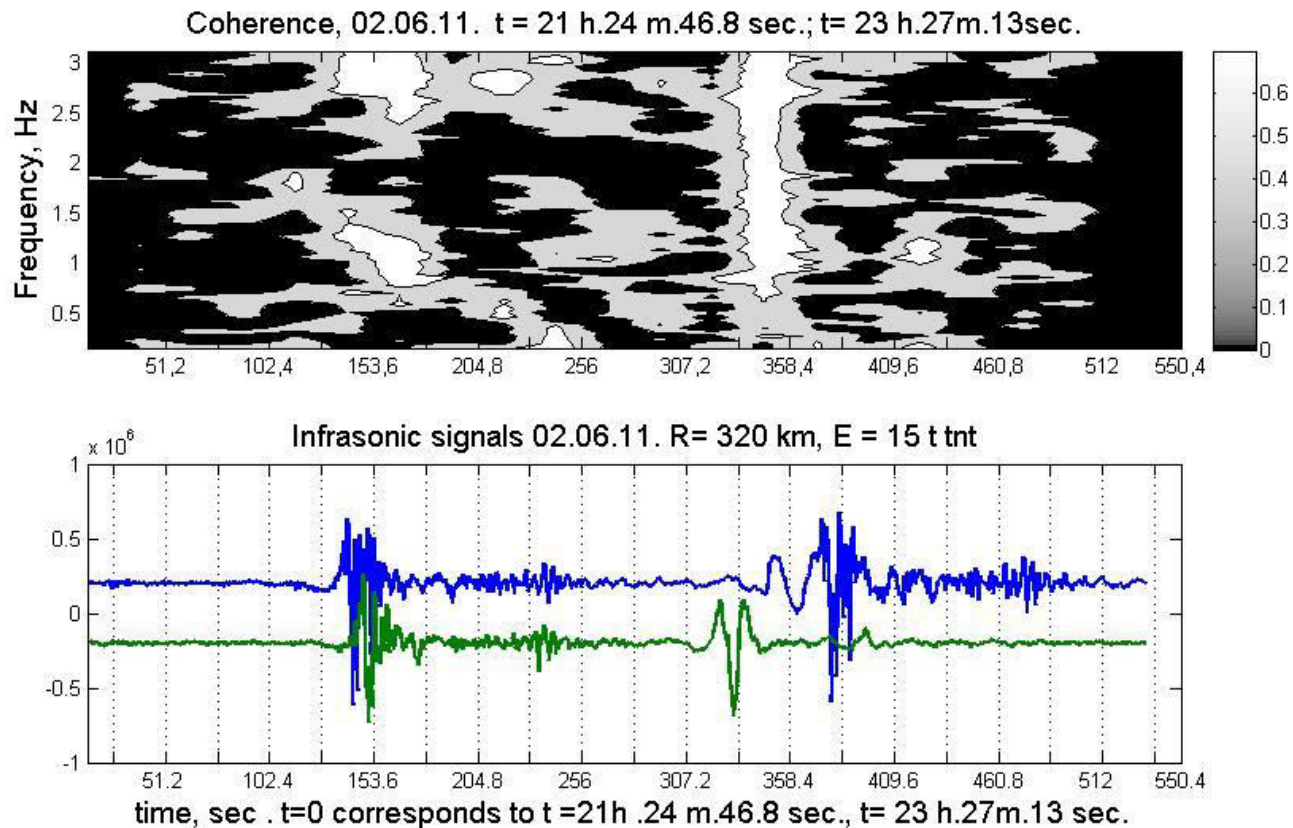 Coherence, 02.06.11. t = 21 h.24 m.46.8 sec.; t= 23 h.27m.13sec.
3
2.5
2
1.5
1
0.5
Frequency, Hz
51,2 102,4 153,6 204,8 256 307,2 358,4 409,6 460,8 512 550,4
0.6
0.5
0.4
0.3
0.2
0.1
0
Infrasonic signals 02.06.11. R= 320 km, E = 15 t tnt
x 10^6
1
0.5
0
-0.5
-1
51.2 102.4 153.6 204.8 256 307.2 358.4 409.6 460.8 512 550.4
time, sec . t=0 corresponds to t =21h .24 m.46.8 sec., t= 23 h.27m.13 sec.